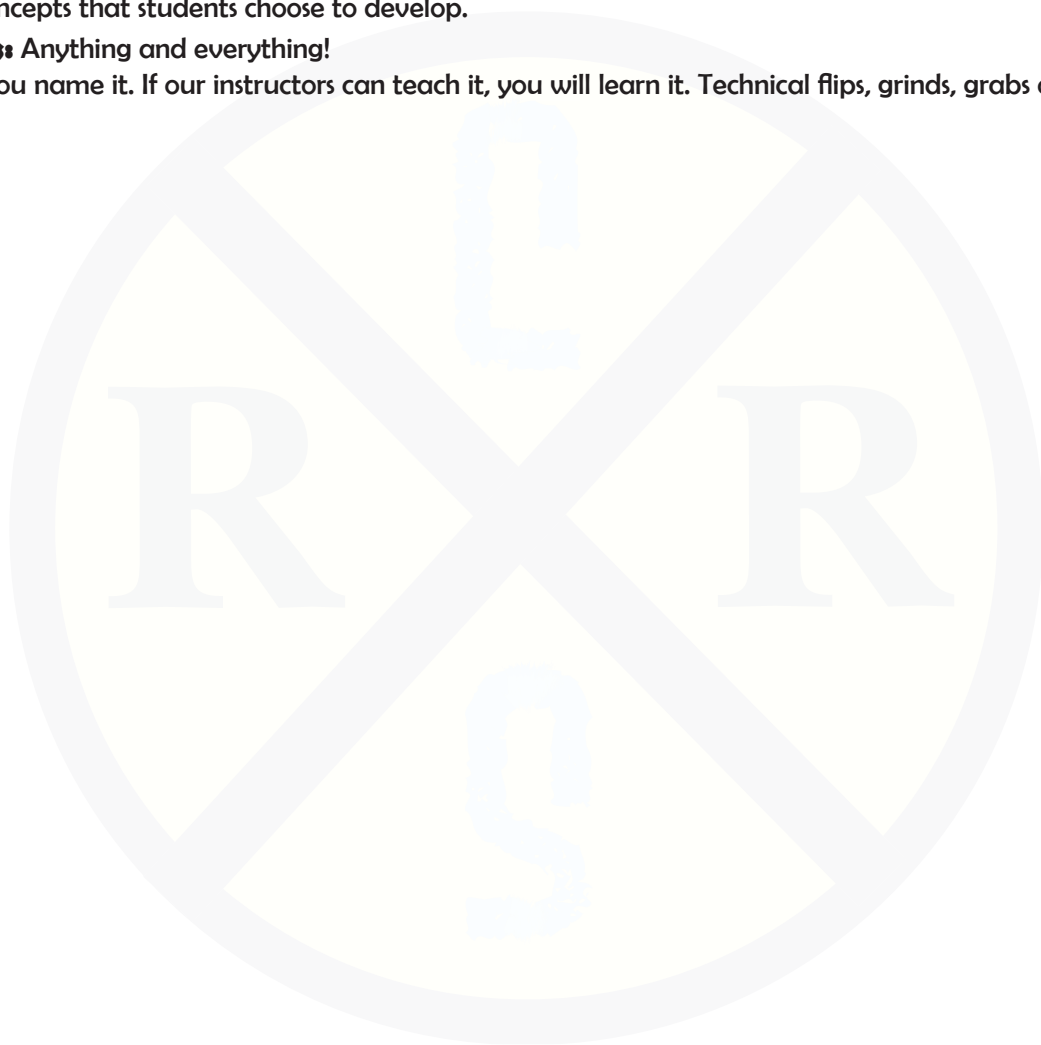 ncepts that students choose to develop.
s: Anything and everything!
ou name it. If our instructors can teach it, you will learn it. Technical flips, grinds, grabs
C
R R
S